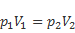 p₁V₁ = p₂V₂